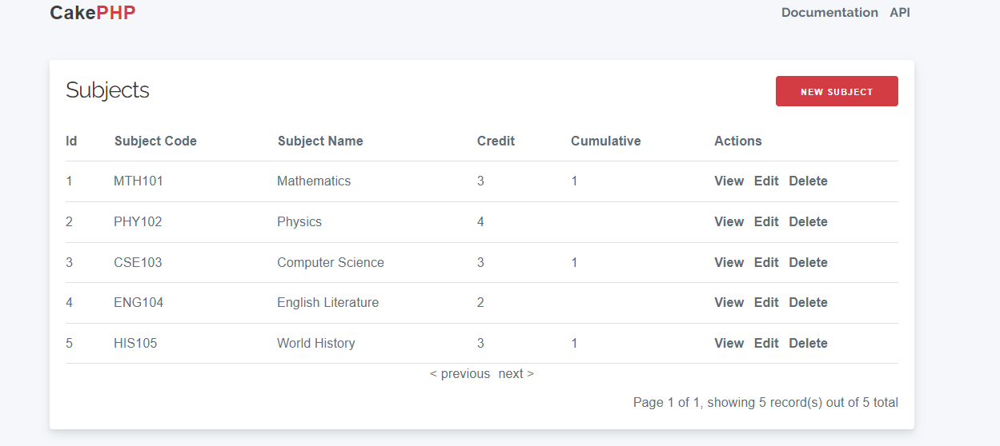 CakePHP Documentation API
Subjects NEW SUBJECT
Id Subject Code Subject Name Credit Cumulative Actions
1 MTH101 Mathematics 3 1 View Edit Delete
2 PHY102 Physics 4 View Edit Delete
3 CSE103 Computer Science 3 1 View Edit Delete
4 ENG104 English Literature 2 View Edit Delete
5 HIS105 World History 3 1 View Edit Delete
< previous next >
Page 1 of 1, showing 5 record(s) out of 5 total